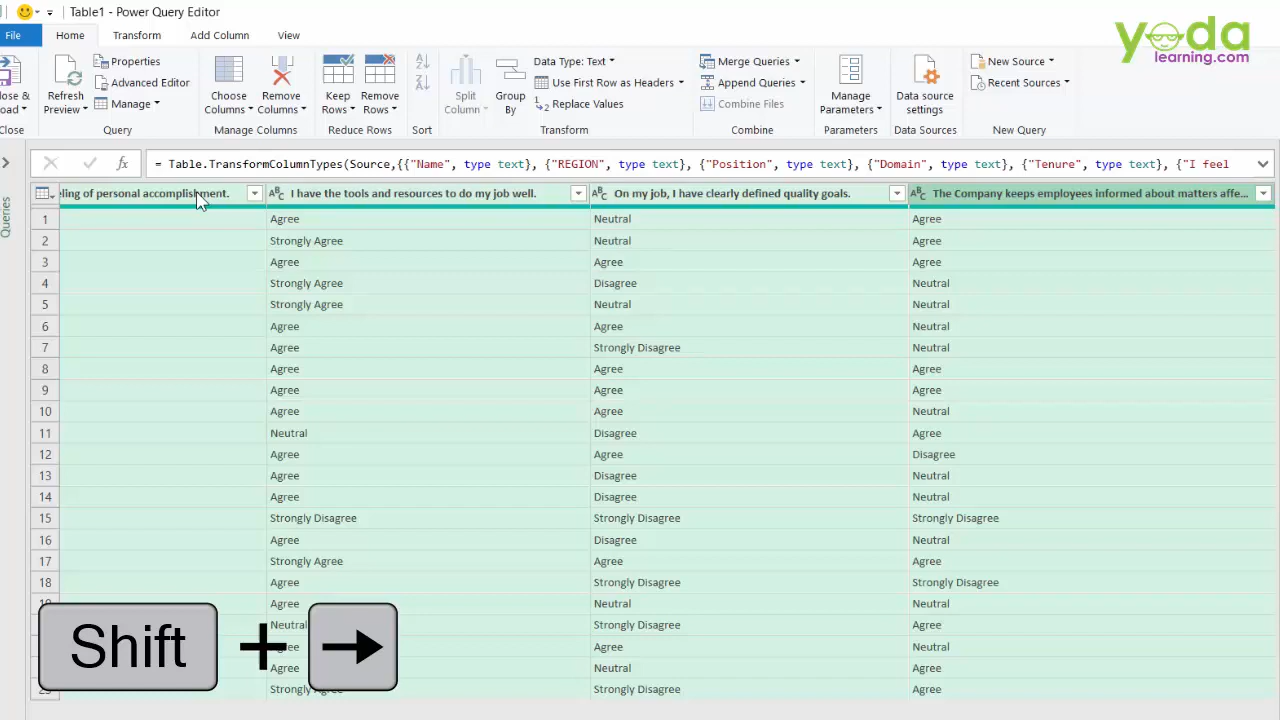 Table1 - Power Query Editor
yoda
learning.com
File Home Transform Add Column View
Refresh
Preview
Properties
Advanced Editor
Manage
Query
Choose
Columns
Remove
Columns
Manage Columns
Keep
Rows
Remove
Rows
Reduce Rows
Sort
Split
Column
Group
By
Data Type: Text
Use First Row as Headers
Replace Values
Transform
Merge Queries
Append Queries
Combine Files
Combine
Manage
Parameters
Parameters
Data source
settings
Data Sources
New Source
Recent Sources
New Query
ose &
oad
Close
fx = Table.TransformColumnTypes(Source,{{"Name", type text}, {"REGION", type text}, {"Position", type text}, {"Domain", type text}, {"Tenure", type text}, {"I feel
Queries
eling of personal accomplishment. ABC I have the tools and resources to do my job well. ABC On my job, I have clearly defined quality goals. ABC The Company keeps employees informed about matters affe...
1 Agree Neutral Agree
2 Strongly Agree Neutral Agree
3 Agree Agree Agree
4 Strongly Agree Disagree Neutral
5 Strongly Agree Neutral Neutral
6 Agree Agree Neutral
7 Agree Strongly Disagree Neutral
8 Agree Agree Agree
9 Agree Agree Agree
10 Agree Agree Neutral
11 Neutral Disagree Agree
12 Agree Agree Disagree
13 Agree Disagree Neutral
14 Agree Disagree Neutral
15 Strongly Disagree Strongly Disagree Strongly Disagree
16 Agree Disagree Neutral
17 Strongly Agree Agree Agree
18 Agree Strongly Disagree Strongly Disagree
Agree Neutral Neutral
Neutral Strongly Disagree Agree
Agree Neutral
Agree Neutral Agree
Strongly Disagree Agree
Shift + →